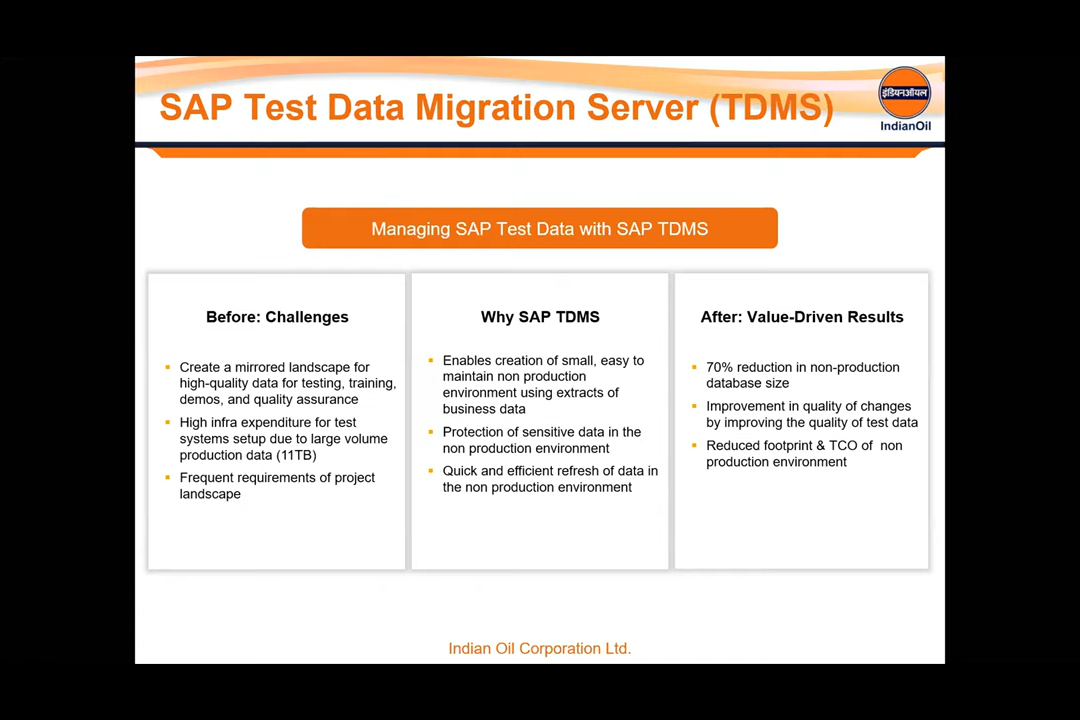 SAP Test Data Migration Server (TDMS)
इंडियनऑयल
IndianOil
Managing SAP Test Data with SAP TDMS
Before: Challenges
Create a mirrored landscape for
high-quality data for testing, training,
demos, and quality assurance
High infra expenditure for test
systems setup due to large volume
production data (11TB)
Frequent requirements of project
landscape
Why SAP TDMS
Enables creation of small, easy to
maintain non production
environment using extracts of
business data
Protection of sensitive data in the
non production environment
Quick and efficient refresh of data in
the non production environment
After: Value-Driven Results
70% reduction in non-production
database size
Improvement in quality of changes
by improving the quality of test data
Reduced footprint & TCO of non
production environment
Indian Oil Corporation Ltd.